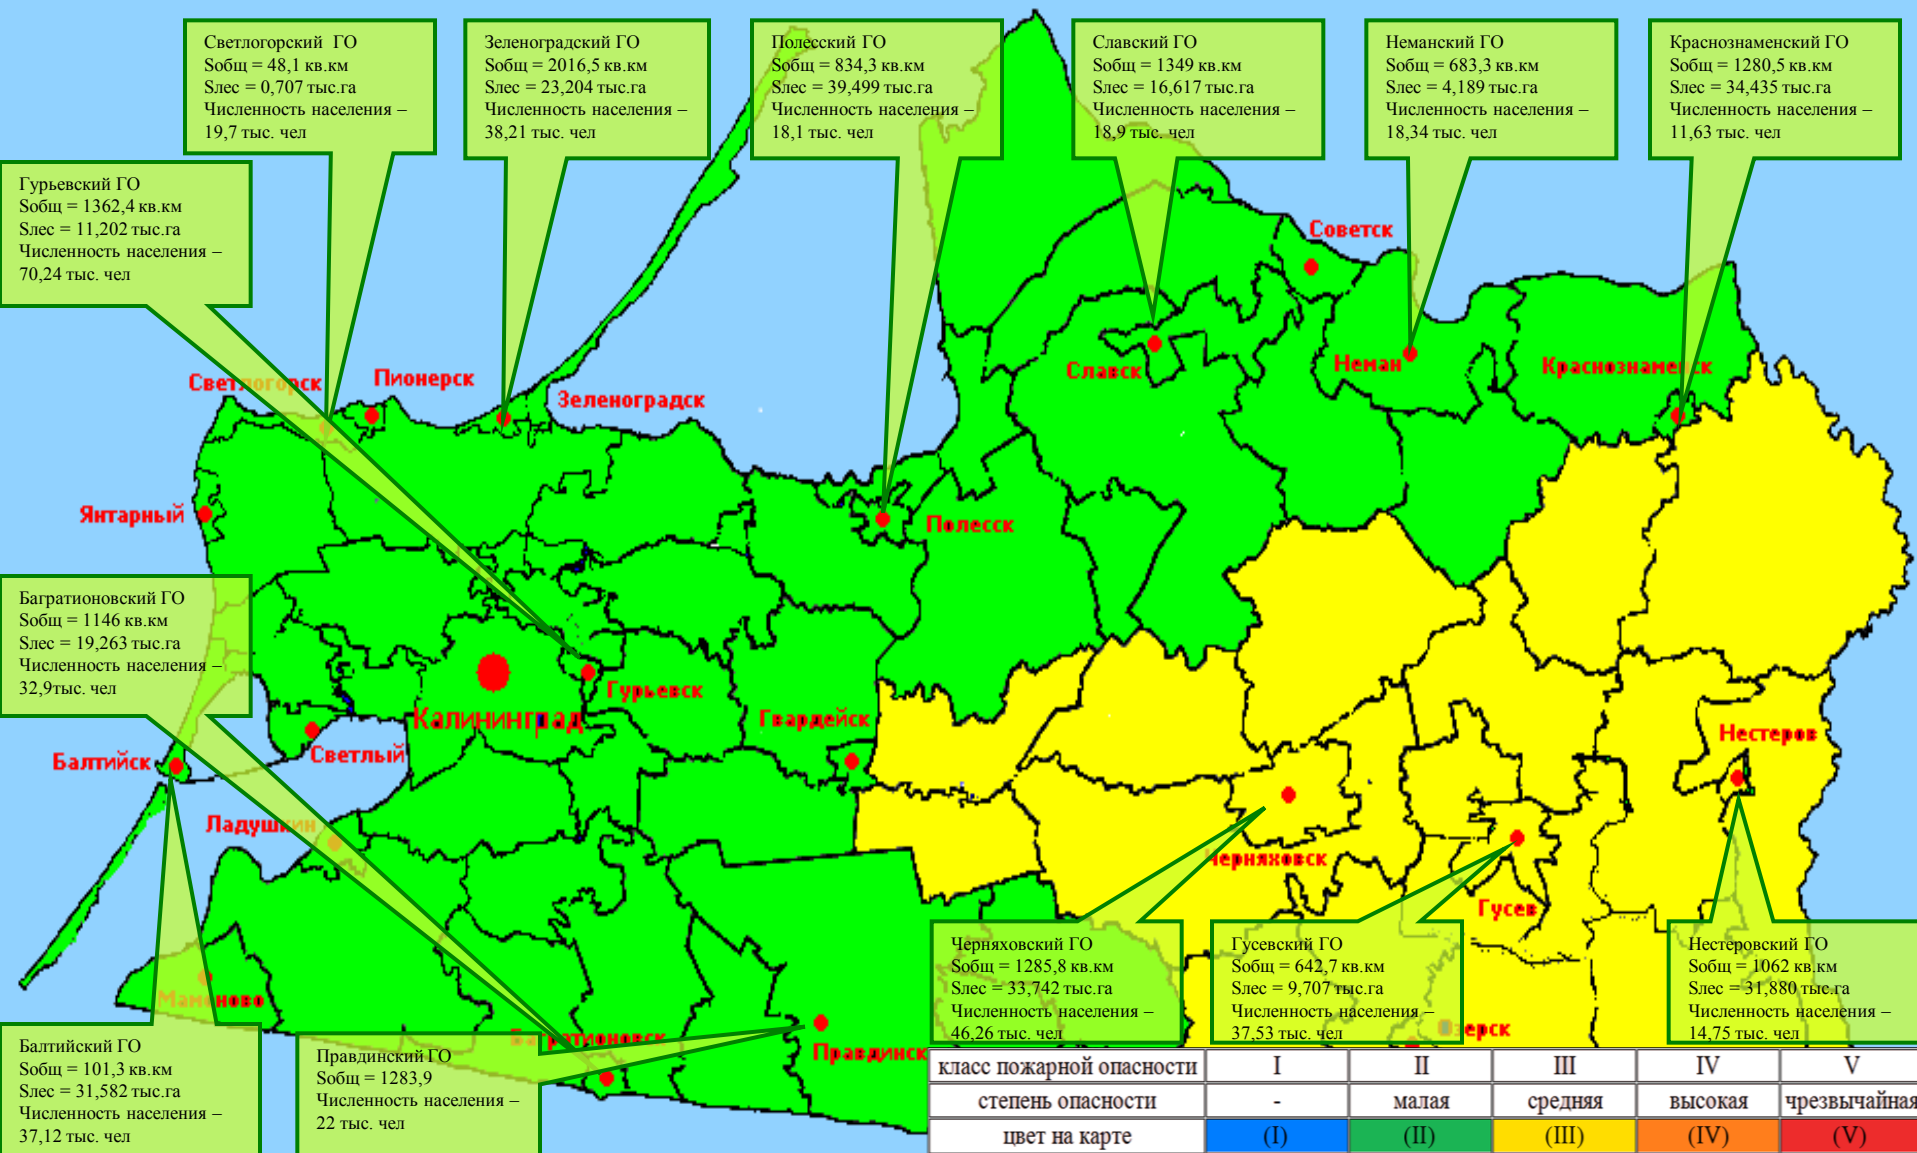 Светлогорский ГО
Sобщ = 48,1 кв.км
Sлес = 0,707 тыс.га
Численность населения –
19,7 тыс. чел
Зеленоградский ГО
Sобщ = 2016,5 кв.км
Sлес = 23,204 тыс.га
Численность населения –
38,21 тыс. чел
Полесский ГО
Sобщ = 834,3 кв.км
Sлес = 39,499 тыс.га
Численность населения –
18,1 тыс. чел
Славский ГО
Sобщ = 1349 кв.км
Sлес = 16,617 тыс.га
Численность населения –
18,9 тыс. чел
Неманский ГО
Sобщ = 683,3 кв.км
Sлес = 4,189 тыс.га
Численность населения –
18,34 тыс. чел
Краснознаменский ГО
Sобщ = 1280,5 кв.км
Sлес = 34,435 тыс.га
Численность населения –
11,63 тыс. чел
Гурьевский ГО
Sобщ = 1362,4 кв.км
Sлес = 11,202 тыс.га
Численность населения –
70,24 тыс. чел
Советск
Славск
Неман
Краснознаменск
Светлогорск
Пионерск
Зеленоградск
Янтарный
Полесск
Багратионовский ГО
Sобщ = 1146 кв.км
Sлес = 19,263 тыс.га
Численность населения –
32,9тыс. чел
Гурьевск
Калининград
Гвардейск
Нестеров
Балтийск
Светлый
Ладушкин
Черняховск
Гусев
Мамоново
Багратионовск
Правдинск
Озерск
Черняховский ГО
Sобщ = 1285,8 кв.км
Sлес = 33,742 тыс.га
Численность населения –
46,26 тыс. чел
Гусевский ГО
Sобщ = 642,7 кв.км
Sлес = 9,707 тыс.га
Численность населения –
37,53 тыс. чел
Нестеровский ГО
Sобщ = 1062 кв.км
Sлес = 31,880 тыс.га
Численность населения –
14,75 тыс. чел
Балтийский ГО
Sобщ = 101,3 кв.км
Sлес = 31,582 тыс.га
Численность населения –
37,12 тыс. чел
Правдинский ГО
Sобщ = 1283,9
Численность населения –
22 тыс. чел
класс пожарной опасности I II III IV V
степень опасности - малая средняя высокая чрезвычайная
цвет на карте (I) (II) (III) (IV) (V)